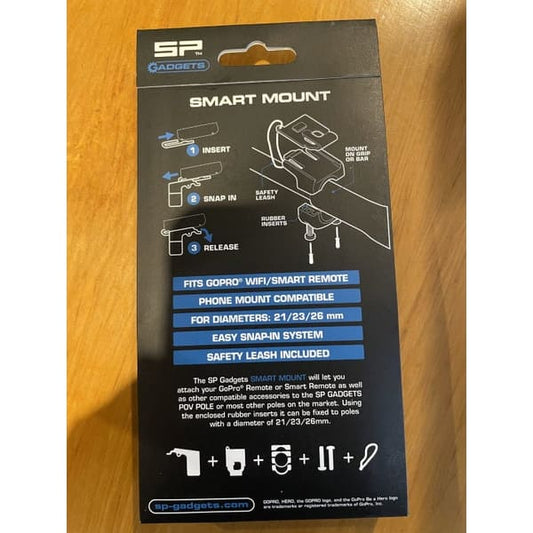 SP™
GADGETS
SMART MOUNT
1 INSERT
2 SNAP IN
3 RELEASE
MOUNT
ON GRIP
OR BAR
SAFETY
LEASH
RUBBER
INSERTS
FITS GOPRO® WIFI/SMART REMOTE
PHONE MOUNT COMPATIBLE
FOR DIAMETERS: 21/23/26 mm
EASY SNAP-IN SYSTEM
SAFETY LEASH INCLUDED
The SP Gadgets SMART MOUNT will let you
attach your GoPro® Remote or Smart Remote as well
as other compatible accessories to the SP GADGETS
POV POLE or most other poles on the market. Using
the enclosed rubber inserts it can be fixed to poles
with a diameter of 21/23/26mm.
+ + + +
sp-gadgets.com
GOPRO, HERO, the GOPRO logo, and the GoPro Be a Hero logo
are trademarks or registered trademarks of GoPro, Inc.